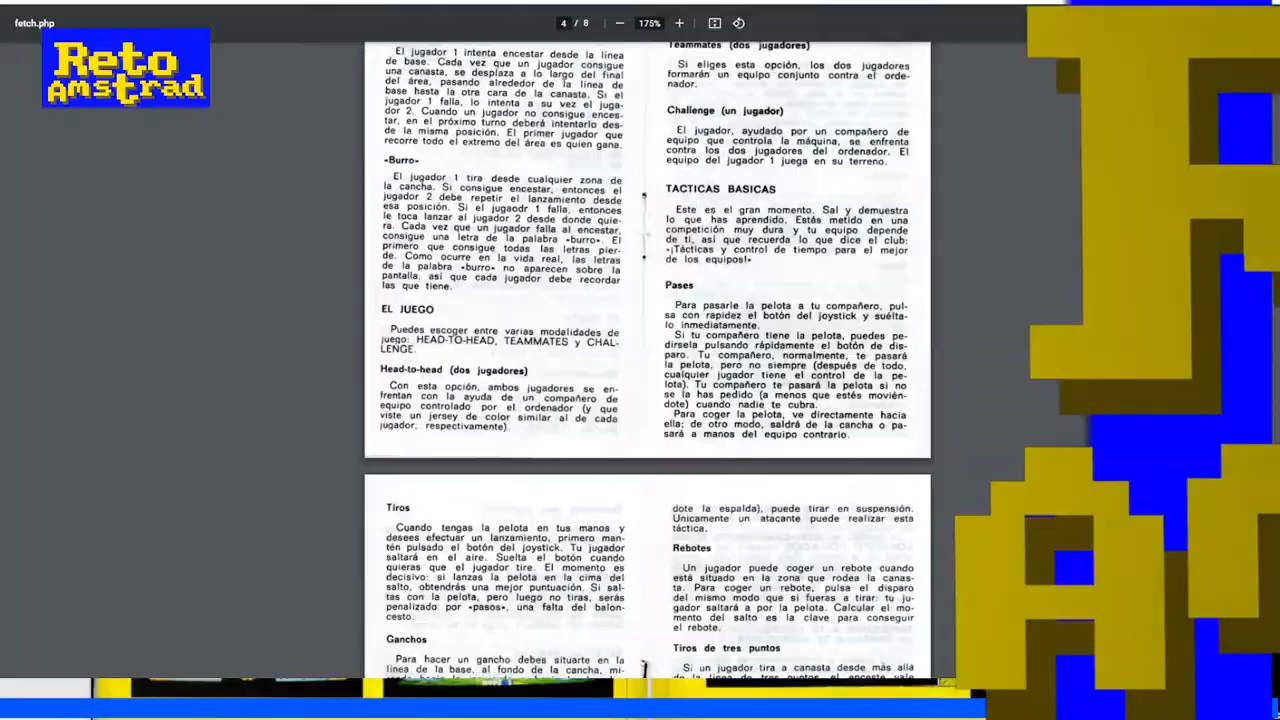 fetch.php
4 / 8
175%
Reto
Amstrad
El jugador 1 intenta encestar desde la línea
de base. Cada vez que un jugador consigue
una canasta, se desplaza a lo largo del final
del área, pasando alrededor de la línea de
base hasta la otra cara de la canasta. Si el
jugador 1 falla, lo intenta a su vez el juga-
dor 2. Cuando un jugador no consigue ences-
tar, en el próximo turno deberá intentarlo des-
de la misma posición. El primer jugador que
recorre todo el extremo del área es quien gana.
«Burro»
El jugador 1 tira desde cualquier zona de
la cancha. Si consigue encestar, entonces el
jugador 2 debe repetir el lanzamiento desde
esa posición. Si el jugaodr 1 falla, entonces
le toca lanzar al jugador 2 desde donde quie-
ra. Cada vez que un jugador falla al encestar,
consigue una letra de la palabra «burro». El
primero que consigue todas las letras pier-
de. Como ocurre en la vida real, las letras
de la palabra «burro» no aparecen sobre la
pantalla, así que cada jugador debe recordar
las que tiene.
EL JUEGO
Puedes escoger entre varias modalidades de
juego: HEAD-TO-HEAD, TEAMMATES y CHAL-
LENGE.
Head-to-head (dos jugadores)
Con esta opción, ambos jugadores se en-
frentan con la ayuda de un compañero de
equipo controlado por el ordenador (y que
viste un jersey de color similar al de cada
jugador, respectivamente).
Teammates (dos jugadores)
Si eliges esta opción, los dos jugadores
formarán un equipo conjunto contra el orde-
nador.
Challenge (un jugador)
El jugador, ayudado por un compañero de
equipo que controla la máquina, se enfrenta
contra los dos jugadores del ordenador. El
equipo del jugador 1 juega en su terreno.
TACTICAS BASICAS
Este es el gran momento. Sal y demuestra
lo que has aprendido. Estás metido en una
competición muy dura y tu equipo depende
de ti, así que recuerda lo que dice el club:
«¡Tácticas y control de tiempo para el mejor
de los equipos!»
Pases
Para pasarle la pelota a tu compañero, pul-
sa con rapidez el botón del joystick y suélta-
lo inmediatamente.
Si tu compañero tiene la pelota, puedes pe-
dirsela pulsando rápidamente el botón de dis-
paro. Tu compañero, normalmente, te pasará
la pelota, pero no siempre (después de todo,
cualquier jugador tiene el control de la pe-
lota). Tu compañero te pasará la pelota si no
se la has pedido (a menos que estés movién-
dote) cuando nadie te cubra.
Para coger la pelota, ve directamente hacia
ella; de otro modo, saldrá de la cancha o pa-
sará a manos del equipo contrario.
Tiros
Cuando tengas la pelota en tus manos y
desees efectuar un lanzamiento, primero man-
tén pulsado el botón del joystick. Tu jugador
saltará en el aire. Suelta el botón cuando
quieras que el jugador tire. El momento es
decisivo: si lanzas la pelota en la cima del
salto, obtendrás una mejor puntuación. Si sal-
tas con la pelota, pero luego no tiras, serás
penalizado por «pasos», una falta del balon-
cesto.
Ganchos
Para hacer un gancho debes situarte en la
línea de la base, al fondo de la cancha, mi-
dote la espalda), puede tirar en suspensión.
Unicamente un atacante puede realizar esta
táctica.
Rebotes
Un jugador puede coger un rebote cuando
está situado en la zona que rodea la canas-
ta. Para coger un rebote, pulsa el disparo
del mismo modo que si fueras a tirar: tu ju-
gador saltará a por la pelota. Calcular el mo-
mento del salto es la clave para conseguir
el rebote.
Tiros de tres puntos
Si un jugador tira a canasta desde más allá
de la línea de tres puntos, el enceste vale